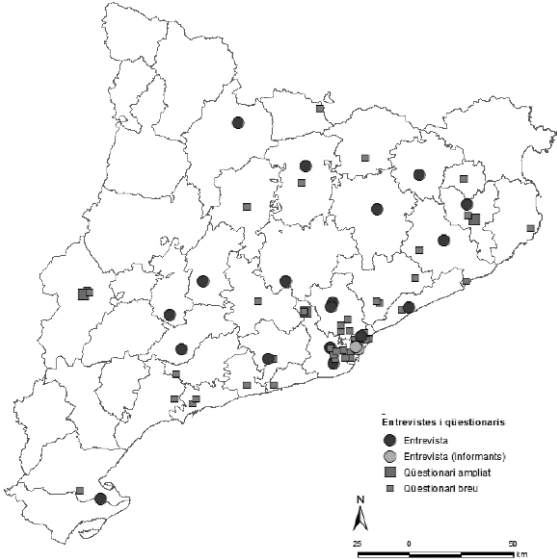 Entrevistes i qüestionaris
Entrevista
Entrevista (Informants)
Qüestionari ampliat
Qüestionari breu
N
25 0 50
km